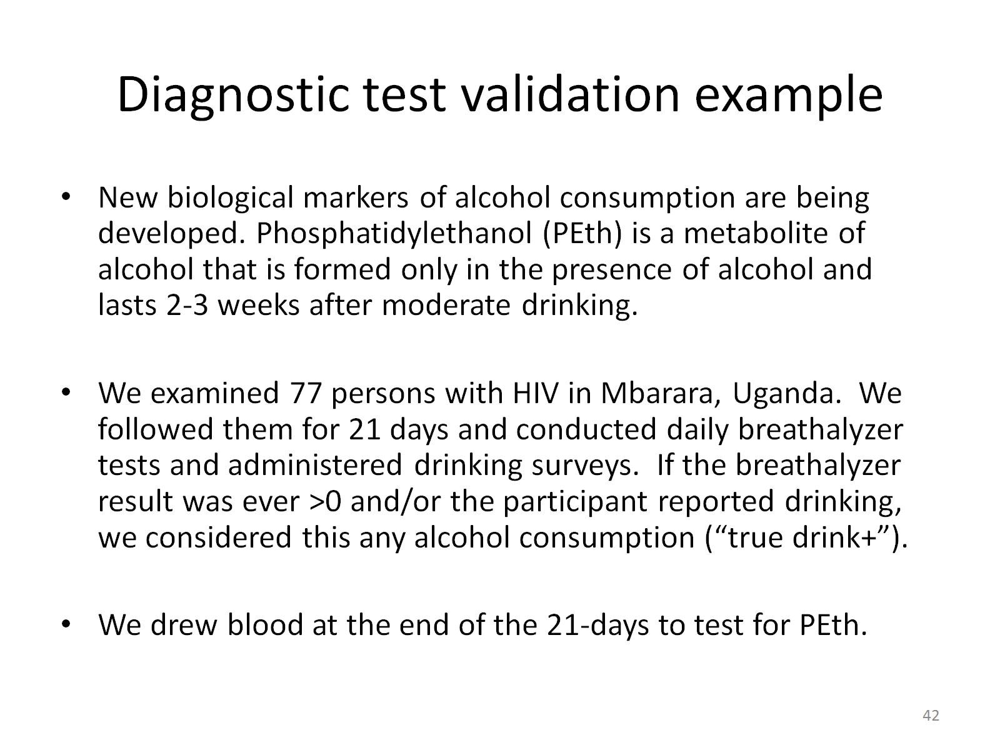 Diagnostic test validation example
• New biological markers of alcohol consumption are being
developed. Phosphatidylethanol (PEth) is a metabolite of
alcohol that is formed only in the presence of alcohol and
lasts 2-3 weeks after moderate drinking.
• We examined 77 persons with HIV in Mbarara, Uganda.  We
followed them for 21 days and conducted daily breathalyzer
tests and administered drinking surveys.  If the breathalyzer
result was ever >0 and/or the participant reported drinking,
we considered this any alcohol consumption (“true drink+”).
• We drew blood at the end of the 21-days to test for PEth.
42